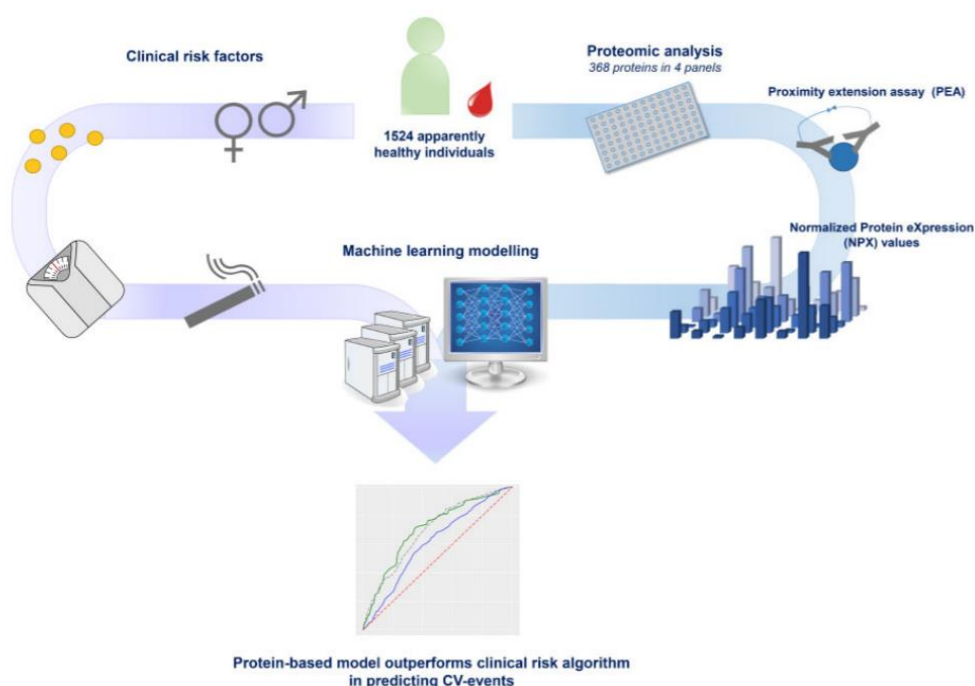 Clinical risk factors
1524 apparently
healthy individuals
Proteomic analysis
368 proteins in 4 panels
Proximity extension assay (PEA)
Normalized Protein eXpression
(NPX) values
Machine learning modelling
Protein-based model outperforms clinical risk algorithm
in predicting CV-events